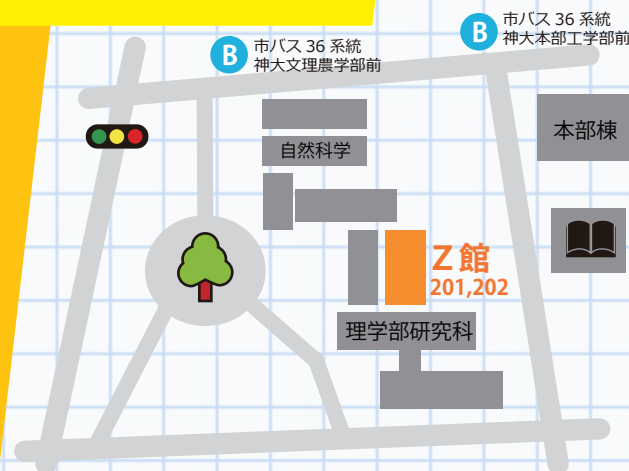 B
市バス 36 系統
神大文理農学部前
B
市バス 36 系統
神大本部工学部前
自然科学
本部棟
Z館
201,202
理学部研究科